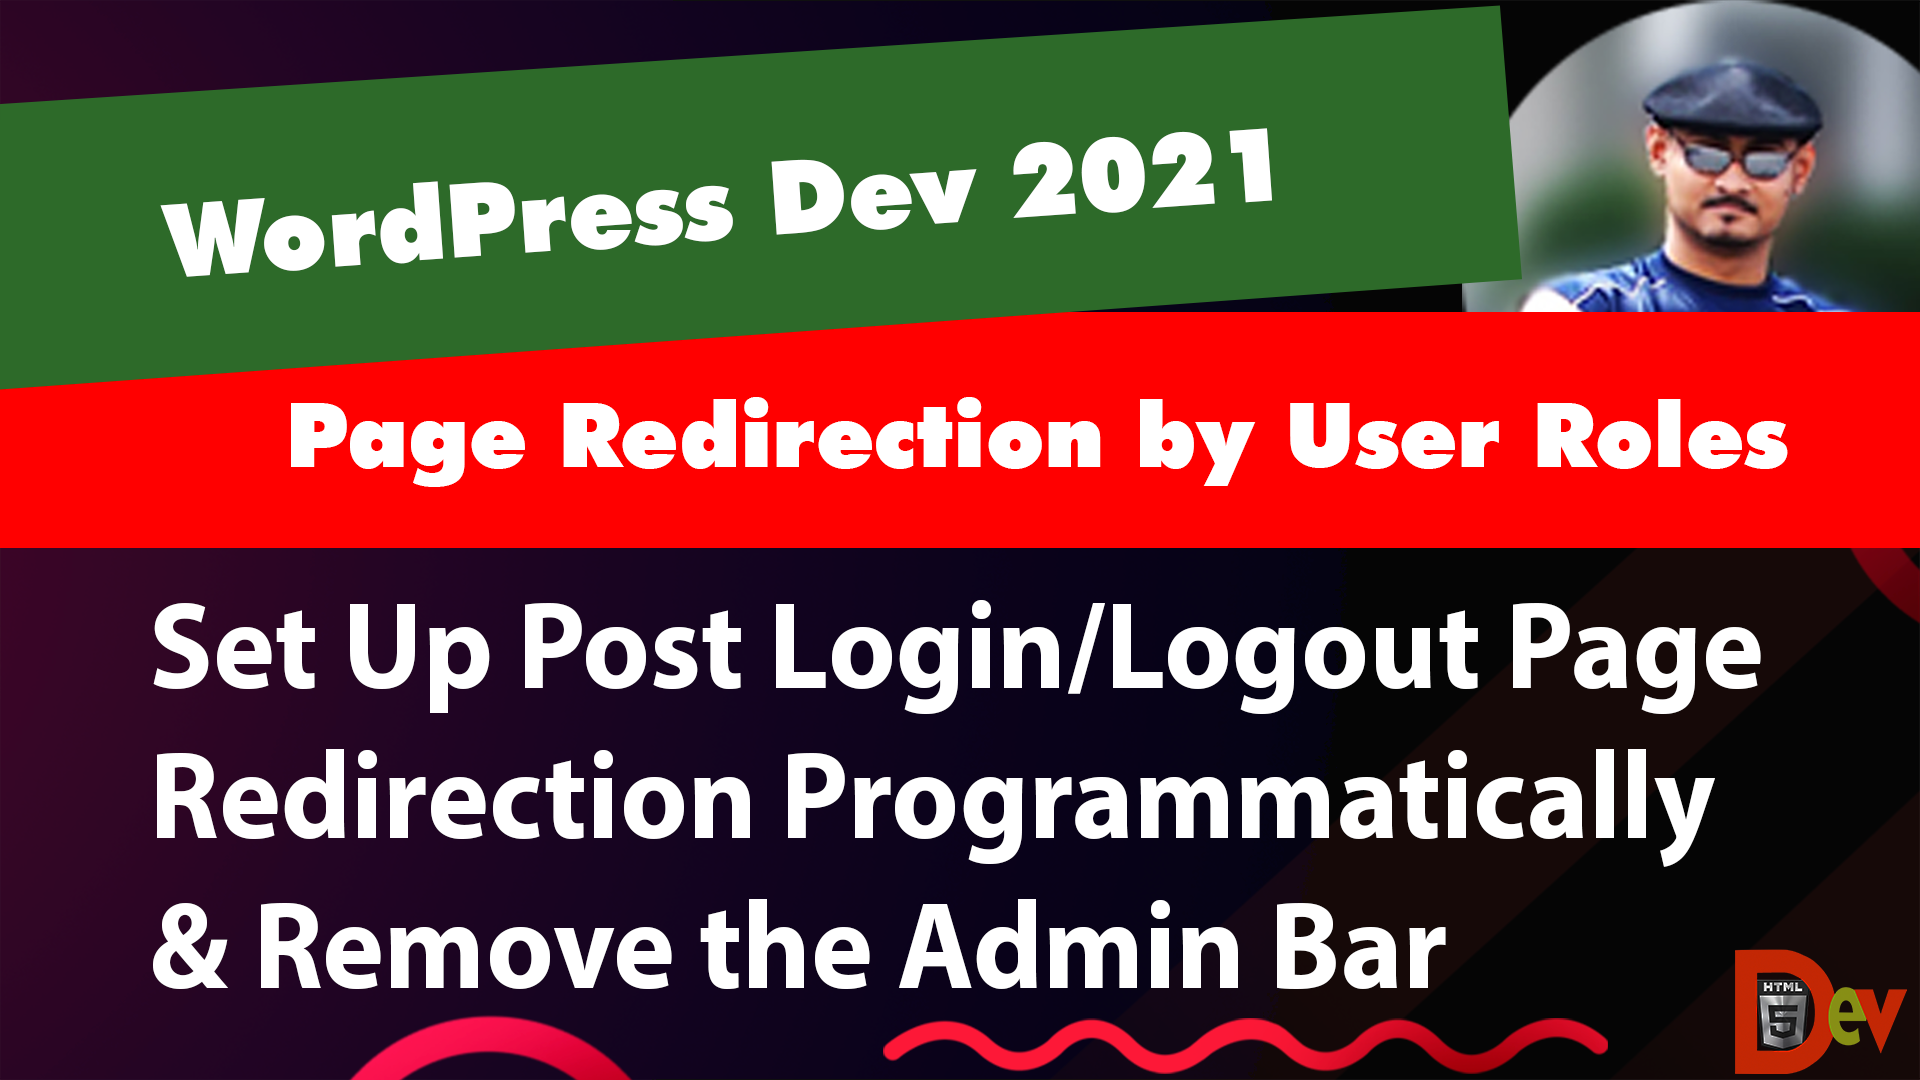 WordPress Dev 2021
Page Redirection by User Roles
Set Up Post Login/Logout Page
Redirection Programmatically
& Remove the Admin Bar
HTML
5
Dev